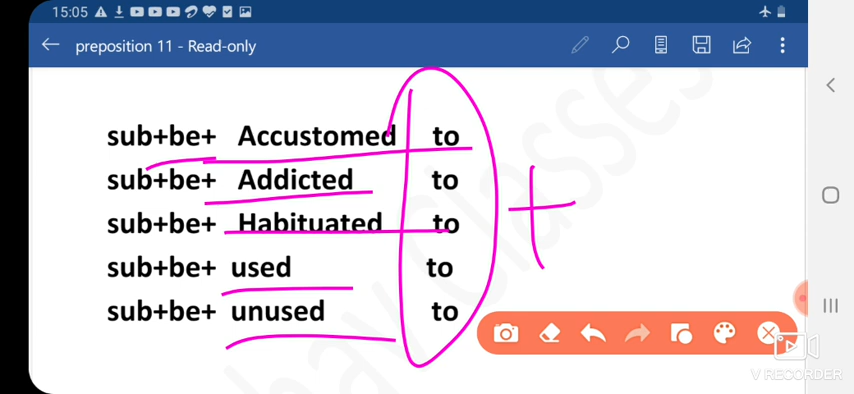 15:05
preposition 11 - Read-only
sub+be+ Accustomed to
sub+be+ Addicted to
sub+be+ Habituated to
sub+be+ used to
sub+be+ unused to
+
V RECORDER